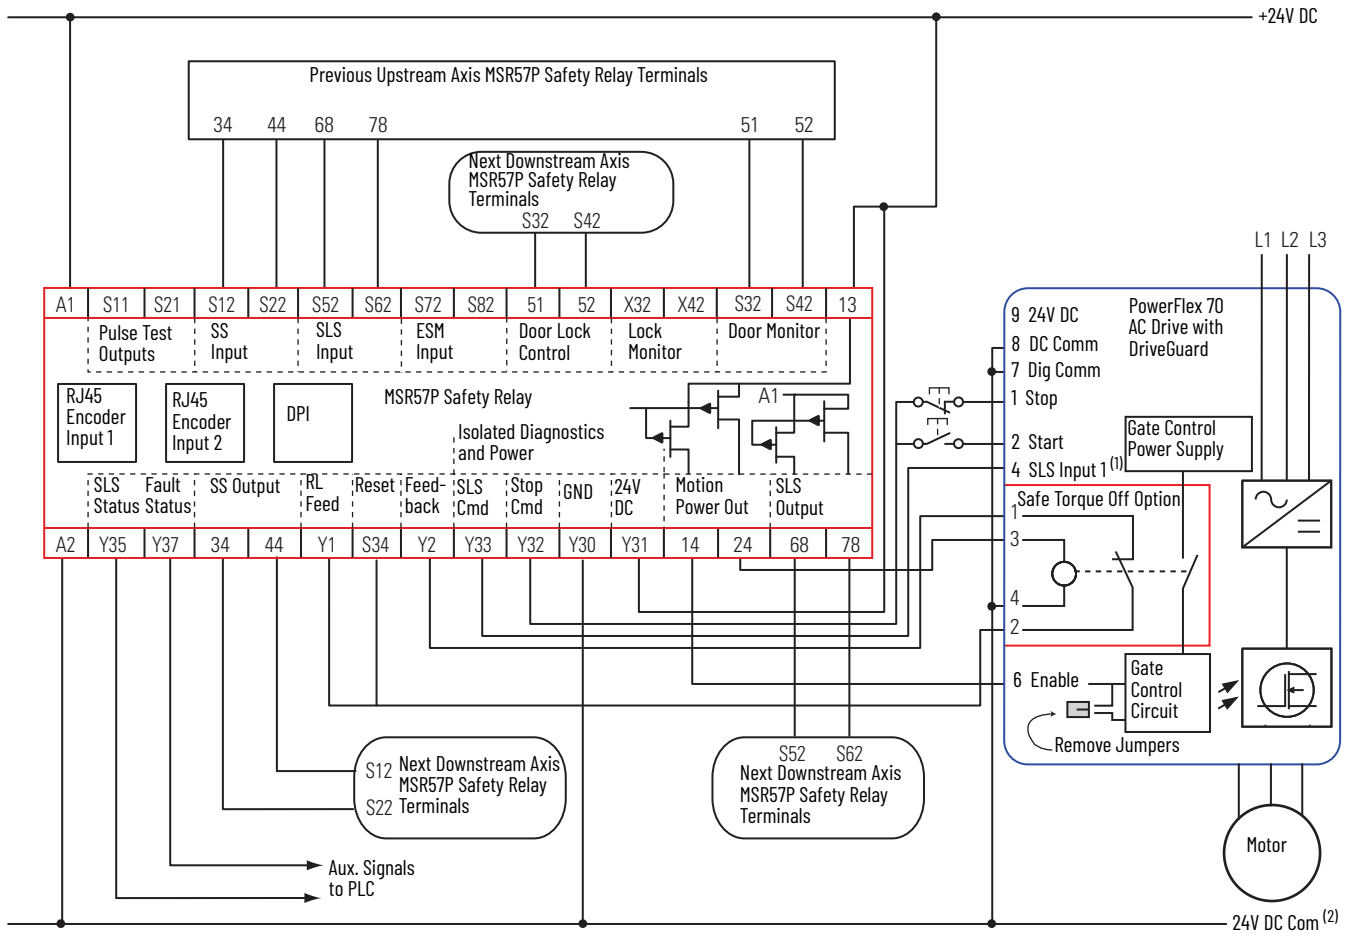 +24V DC
Previous Upstream Axis MSR57P Safety Relay Terminals
34 44 68 78 51 52
Next Downstream Axis
MSR57P Safety Relay
Terminals
S32 S42
L1 L2 L3
A1 S11 S21 S12 S22 S52 S62 S72 S82 51 52 X32 X42 S32 S42 13
Pulse Test
Outputs
SS
Input
SLS
Input
ESM
Input
Door Lock
Control
Lock
Monitor
Door Monitor
RJ45
Encoder
Input 1
RJ45
Encoder
Input 2
DPI
MSR57P Safety Relay
A1
Isolated Diagnostics
and Power
SLS
Status
Fault
Status
SS Output
RL
Feed
Reset
Feed-
back
SLS
Cmd
Stop
Cmd
GND
24V
DC
Motion
Power Out
SLS
Output
A2 Y35 Y37 34 44 Y1 S34 Y2 Y33 Y32 Y30 Y31 14 24 68 78
PowerFlex 70
AC Drive with
DriveGuard
9 24V DC
8 DC Comm
7 Dig Comm
1 Stop
2 Start
4 SLS Input 1 (1)
Gate Control
Power Supply
Safe Torque Off Option
1
3
4
2
6 Enable
Gate
Control
Circuit
Remove Jumpers
S12 Next Downstream Axis
MSR57P Safety Relay
S22 Terminals
S52 S62
Next Downstream Axis
MSR57P Safety Relay
Terminals
Motor
Aux. Signals
to PLC
24V DC Com (2)